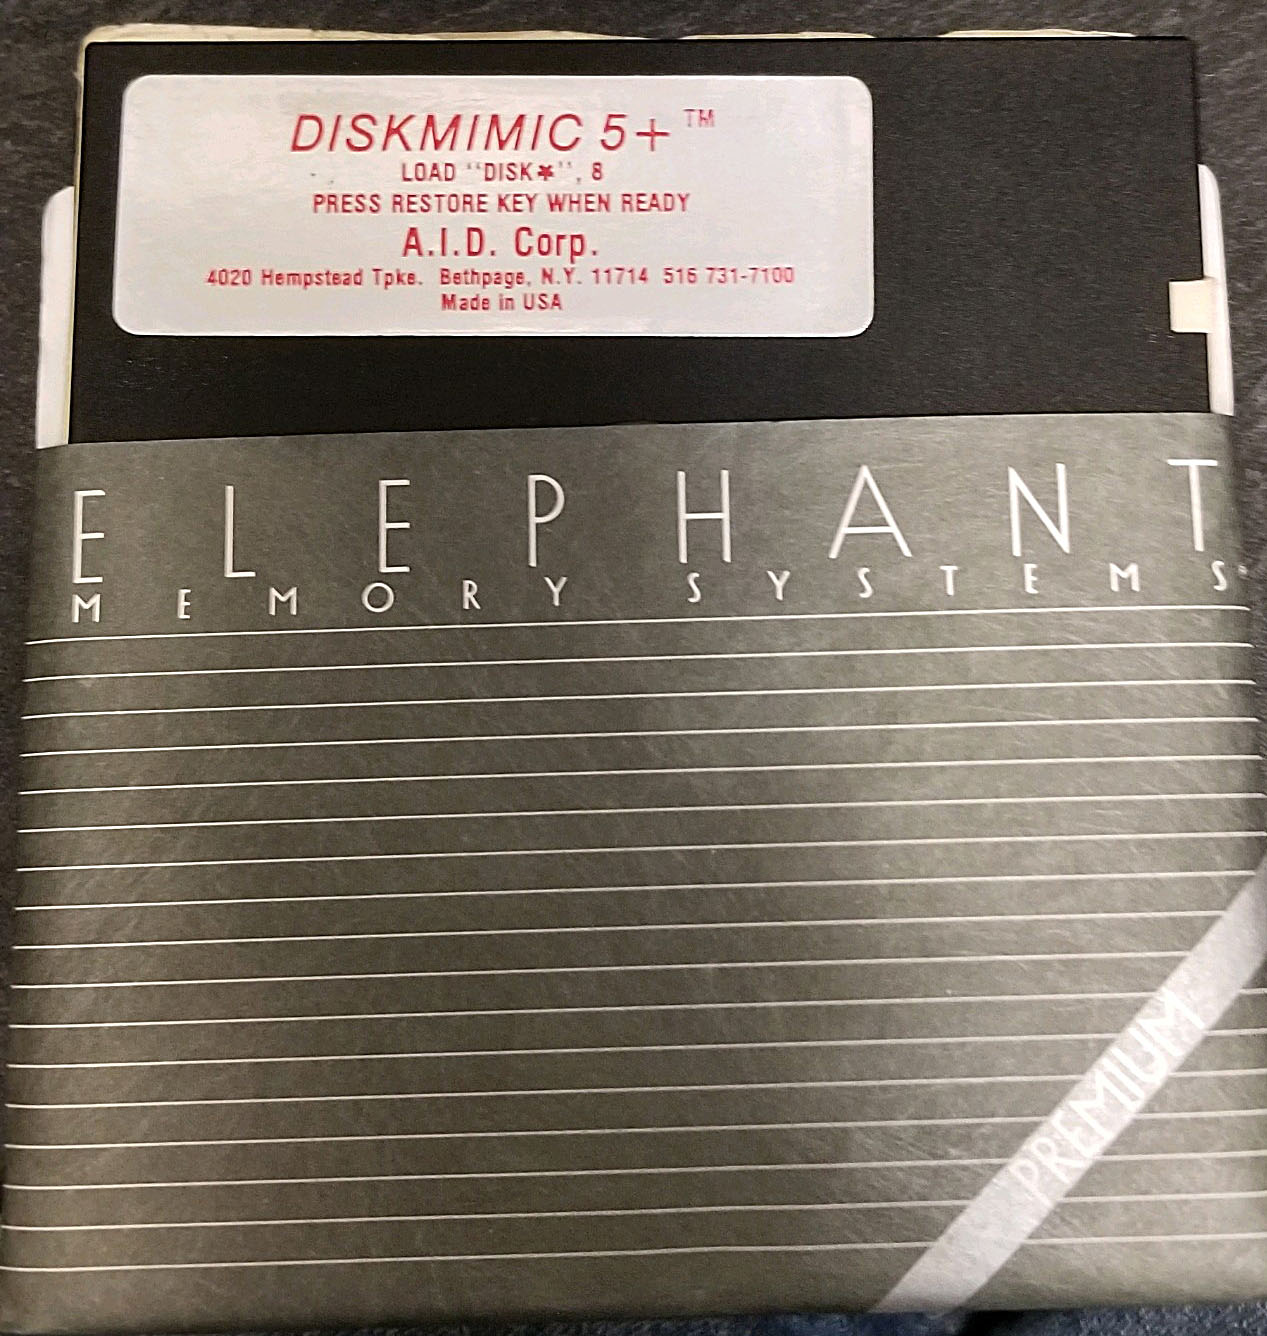 DISKMIMIC 5+ TM
LOAD "DISK*", 8
PRESS RESTORE KEY WHEN READY
A.I.D. Corp.
4020 Hempstead Tpke. Bethpage, N.Y. 11714 516 731-7100
Made in USA
ELEPHANT
MEMORY SYSTEMS
PREMIUM